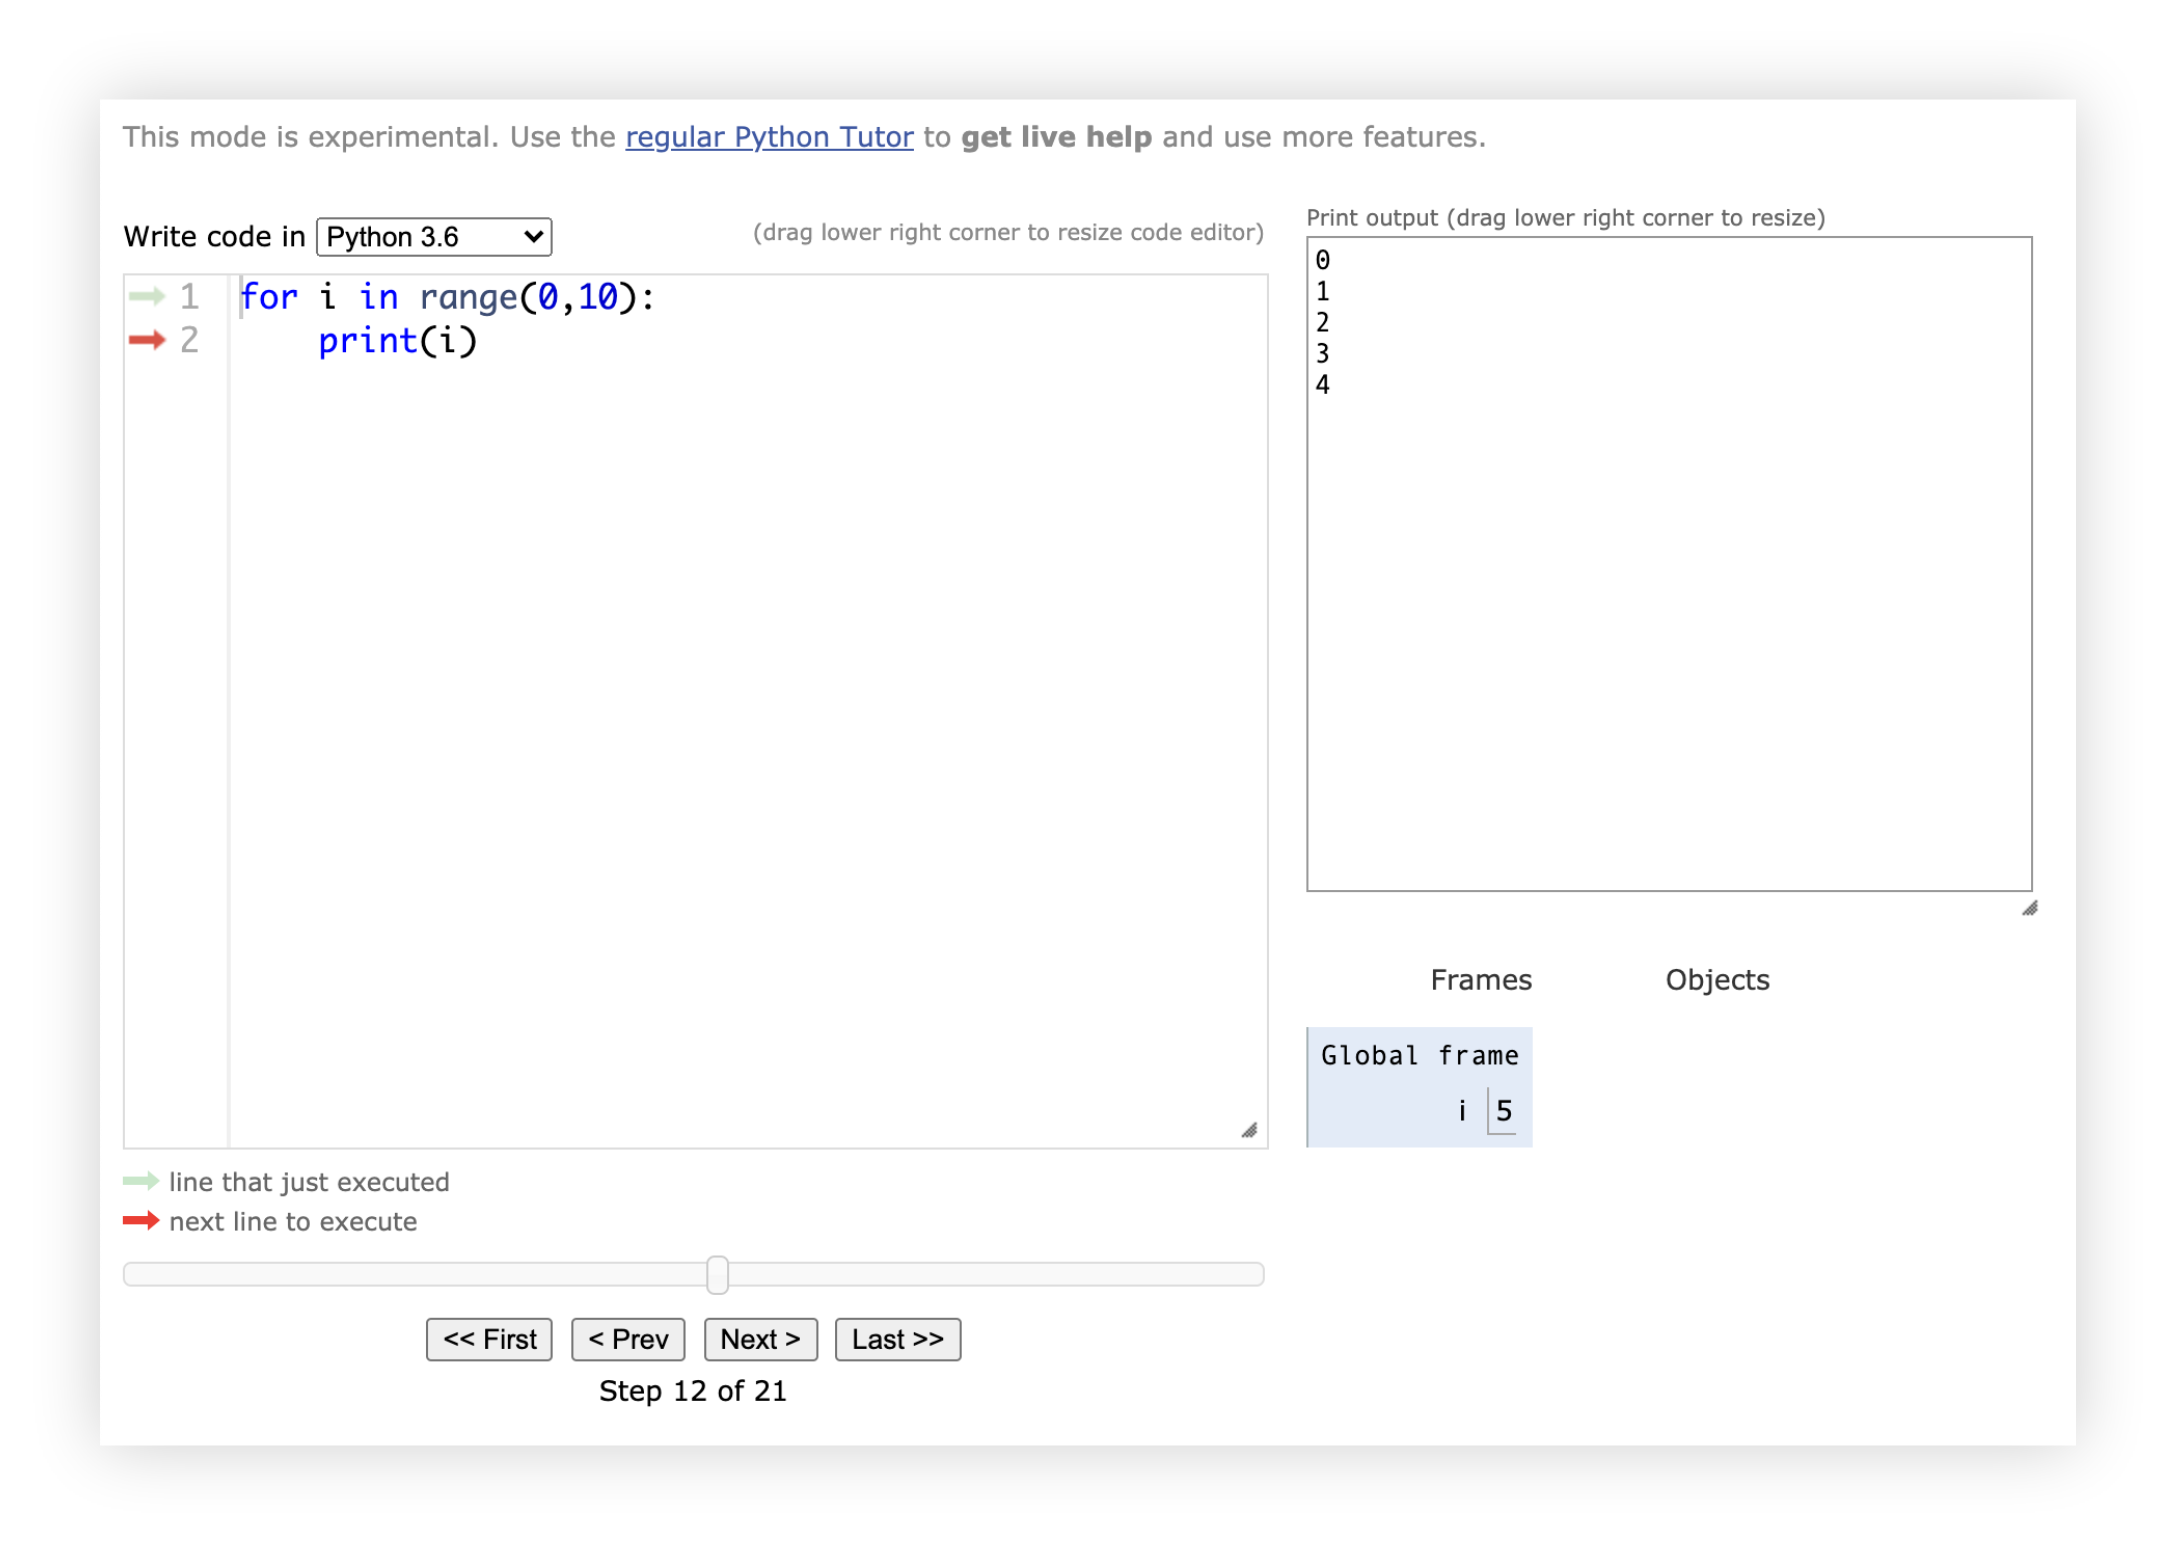 This mode is experimental. Use the regular Python Tutor to get live help and use more features.
Write code in Python 3.6
(drag lower right corner to resize code editor)
1 for i in range(0,10):
2     print(i)
line that just executed
next line to execute
<< First < Prev Next > Last >>
Step 12 of 21
Print output (drag lower right corner to resize)
0
1
2
3
4
Frames Objects
Global frame
i 5